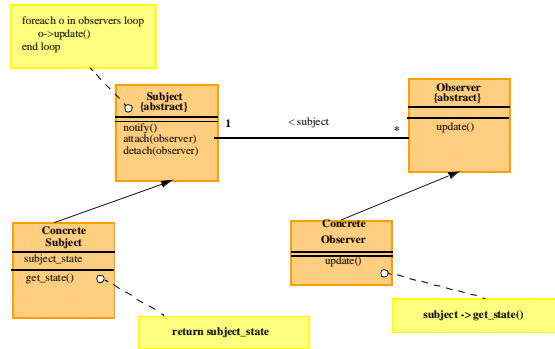 foreach o in observers loop
o->update()
end loop
Subject
{abstract}
notify()
attach(observer)
detach(observer)
1
< subject
*
Observer
{abstract}
update()
Concrete
Subject
subject_state
get_state()
Concrete
Observer
update()
return subject_state
subject -> get_state()